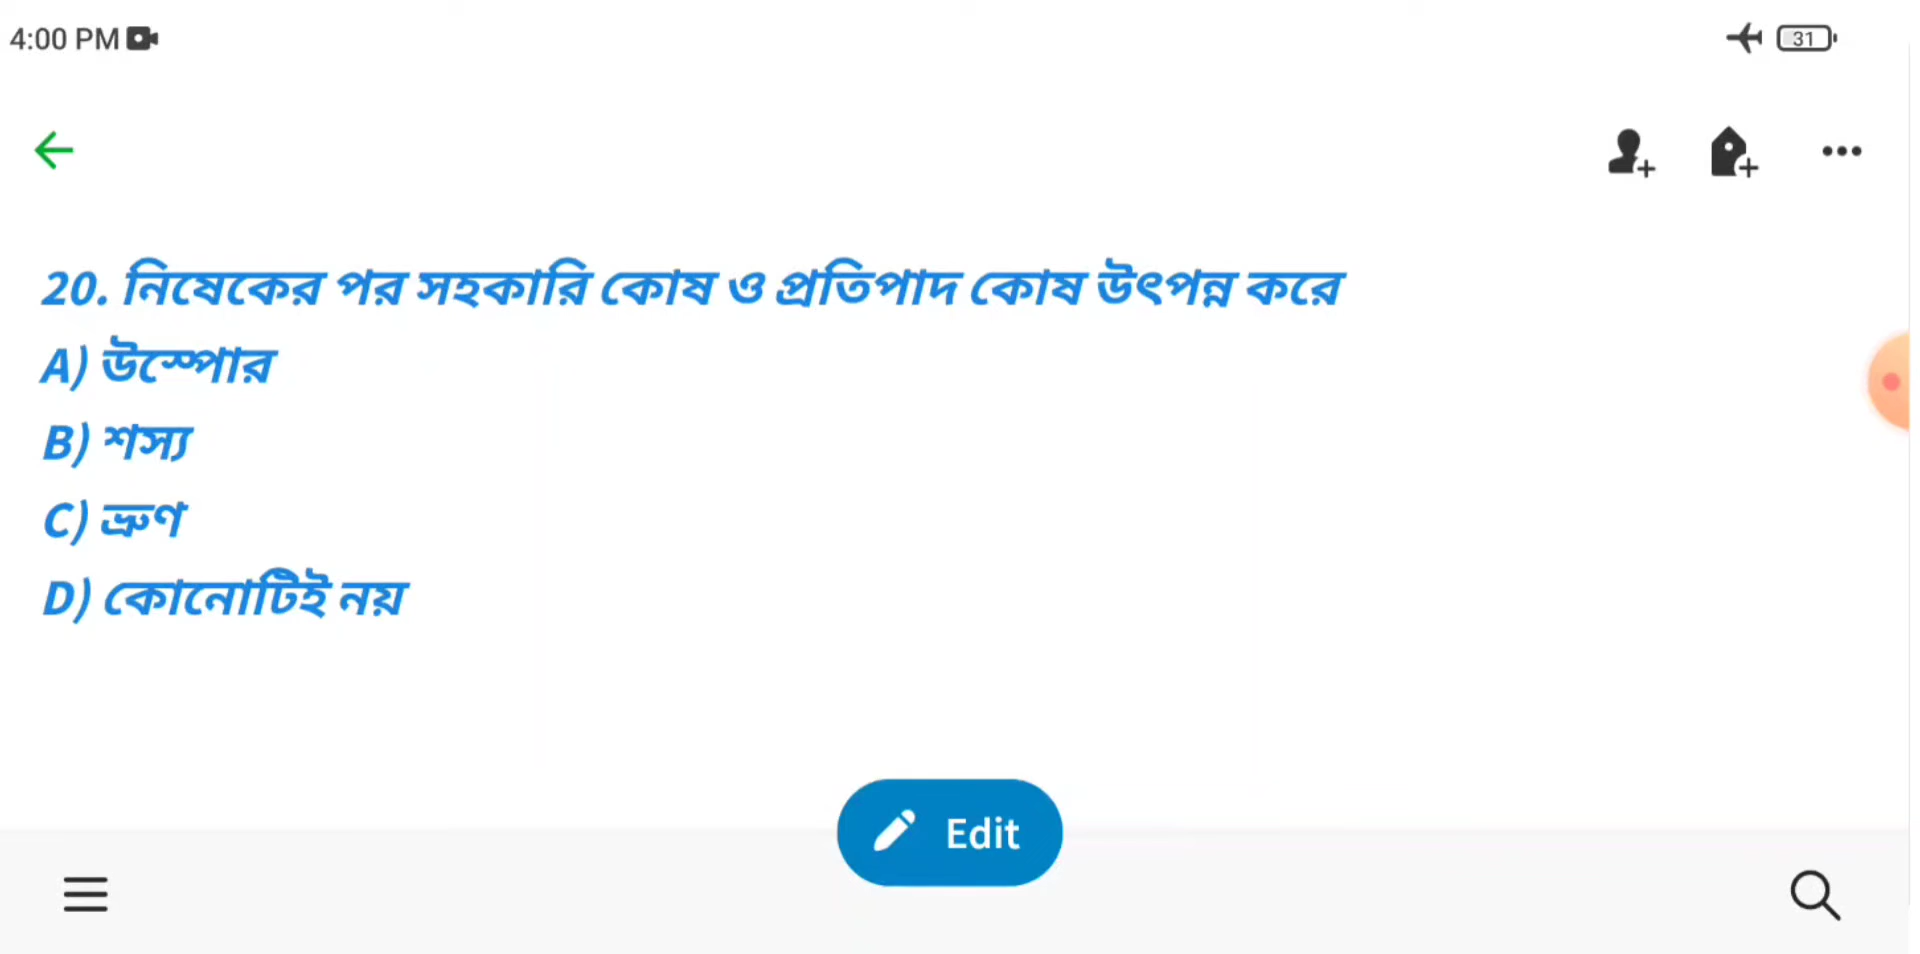 4:00 PM
31
20. নিষেকের পর সহকারি কোষ ও প্রতিপাদ কোষ উৎপন্ন করে
A) উস্পোর
B) শস্য
C) ভ্রুণ
D) কোনোটিই নয়
Edit